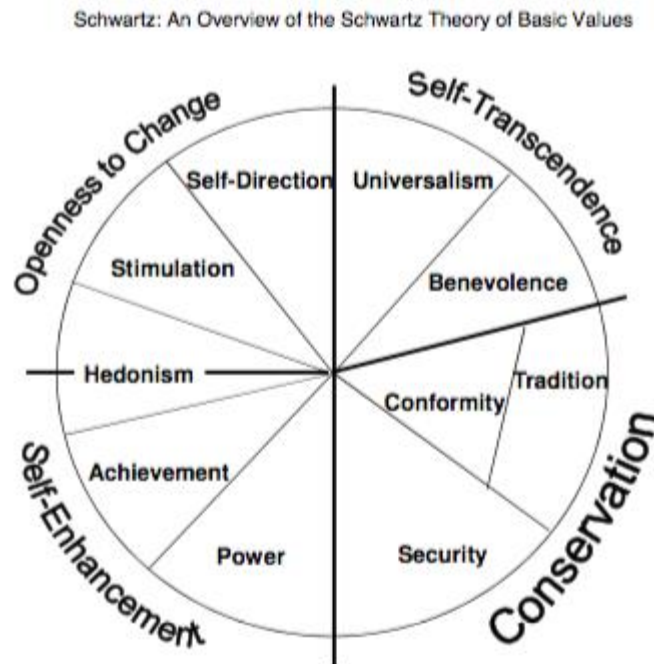 Schwartz: An Overview of the Schwartz Theory of Basic Values
Openness to Change
Self-Transcendence
Self-Direction
Universalism
Stimulation
Benevolence
Hedonism
Conformity
Tradition
Achievement
Power
Security
Self-Enhancement
Conservation